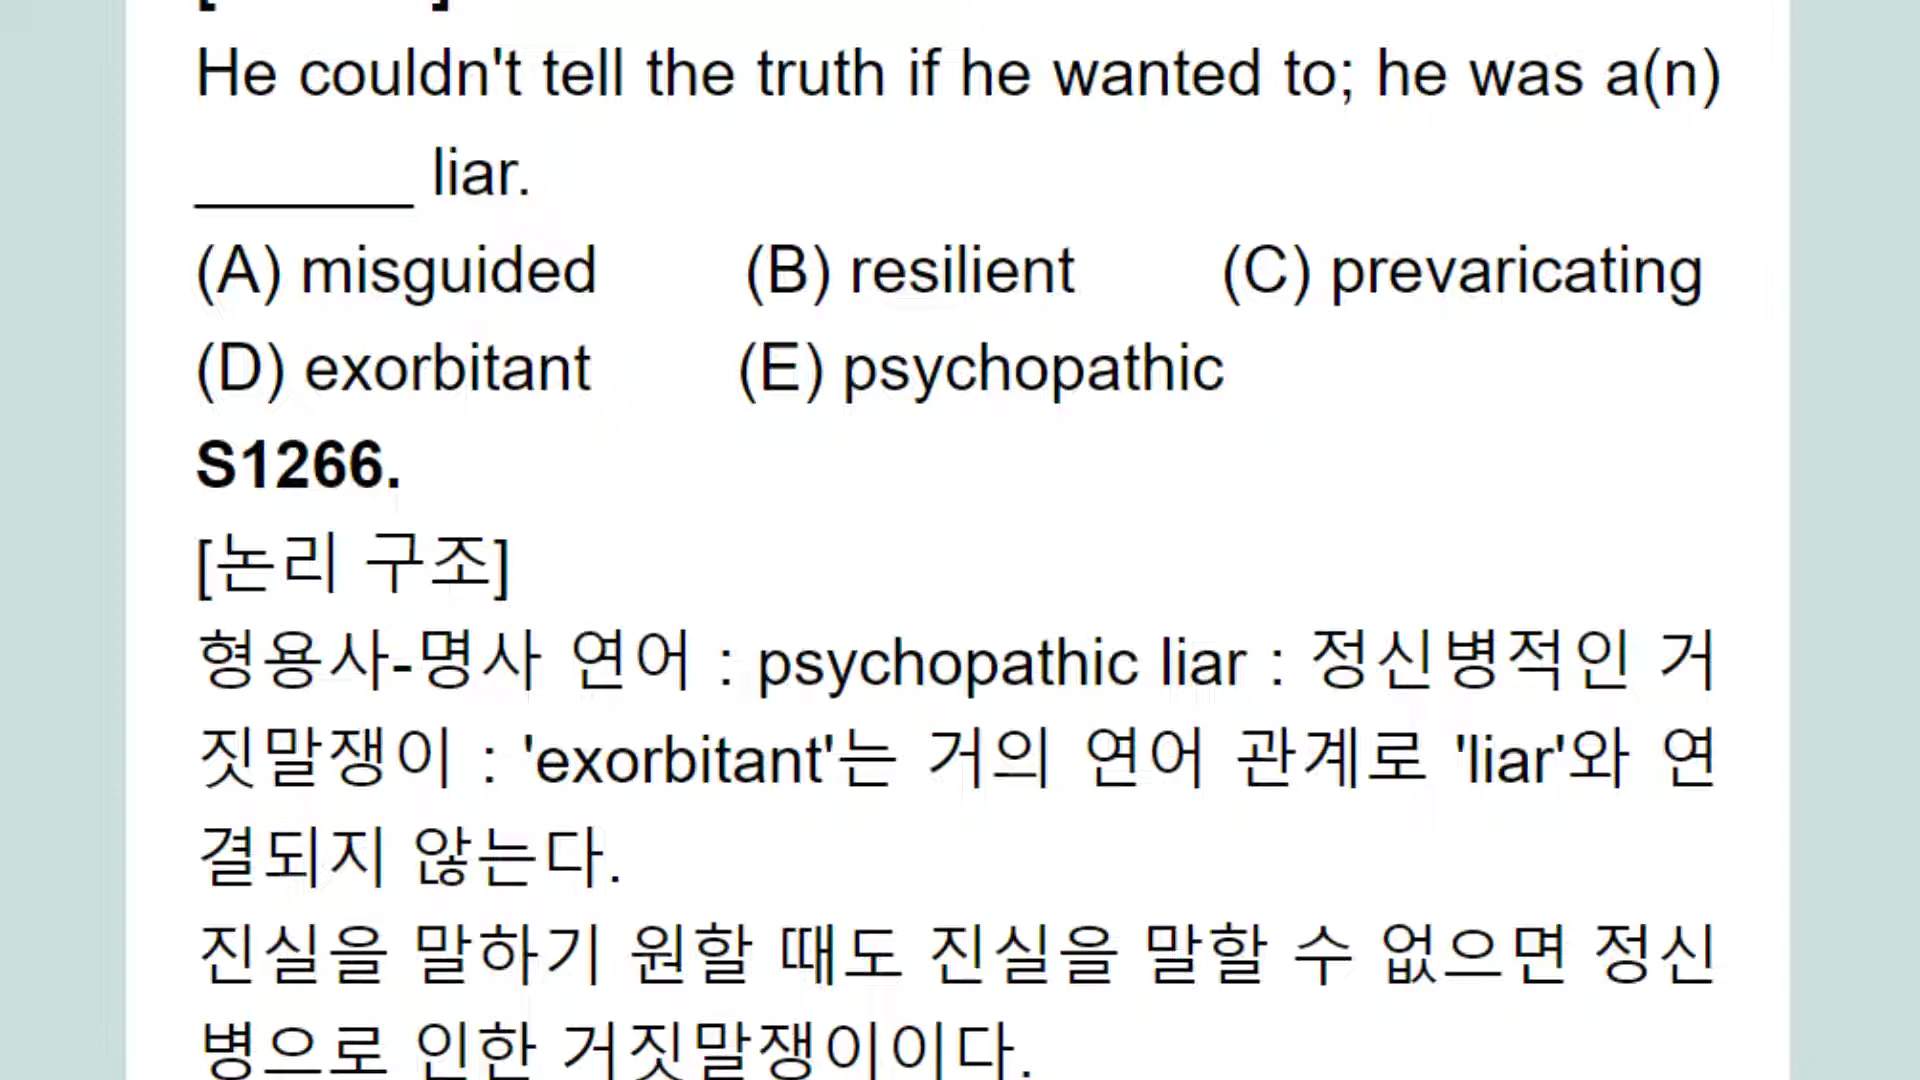 He couldn't tell the truth if he wanted to; he was a(n)
______ liar.
(A) misguided (B) resilient (C) prevaricating
(D) exorbitant (E) psychopathic
S1266.
[논리 구조]
형용사-명사 연어 : psychopathic liar : 정신병적인 거
짓말쟁이 : 'exorbitant'는 거의 연어 관계로 'liar'와 연
결되지 않는다.
진실을 말하기 원할 때도 진실을 말할 수 없으면 정신
병으로 인한 거짓말쟁이이다.